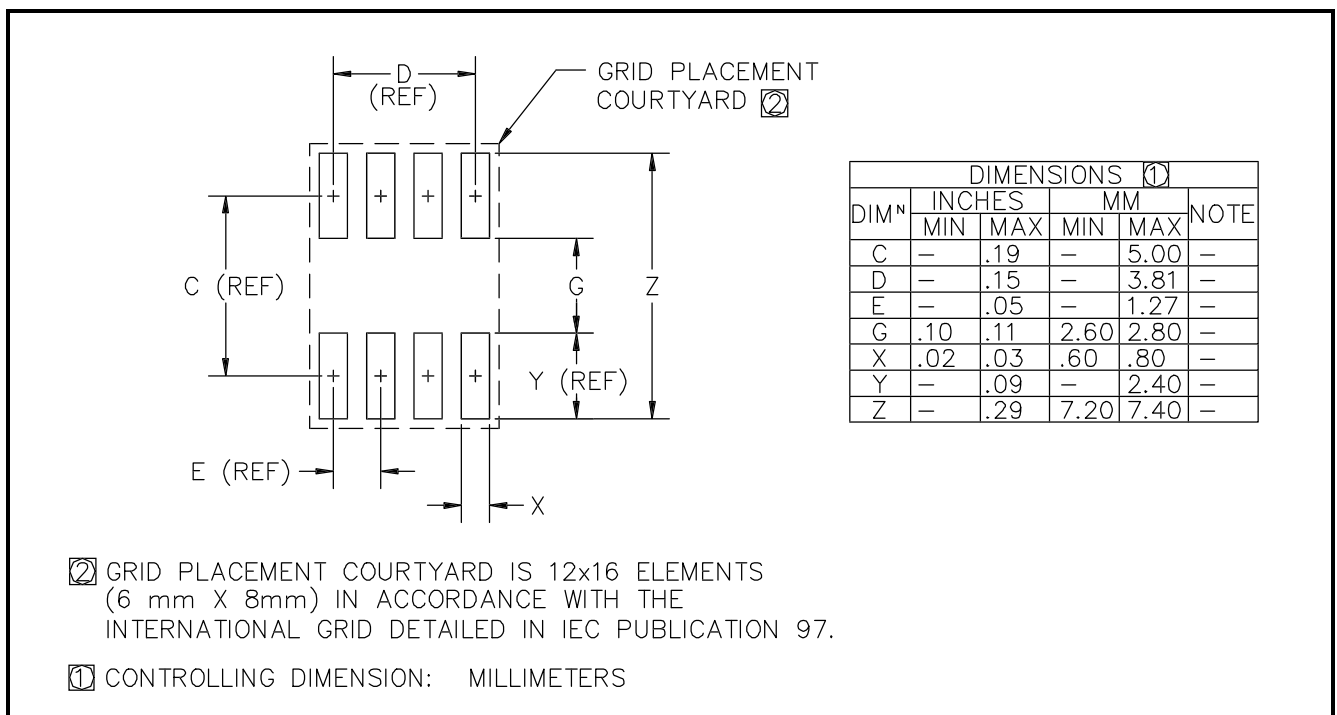 D
(REF)
GRID PLACEMENT
COURTYARD 2
C (REF)
G
Z
Y (REF)
E (REF)
X
DIMENSIONS 1
DIMᴺ INCHES MM NOTE
MIN MAX MIN MAX
C – .19 – 5.00 –
D – .15 – 3.81 –
E – .05 – 1.27 –
G .10 .11 2.60 2.80 –
X .02 .03 .60 .80 –
Y – .09 – 2.40 –
Z – .29 7.20 7.40 –
2 GRID PLACEMENT COURTYARD IS 12x16 ELEMENTS
(6 mm X 8mm) IN ACCORDANCE WITH THE
INTERNATIONAL GRID DETAILED IN IEC PUBLICATION 97.
1 CONTROLLING DIMENSION: MILLIMETERS